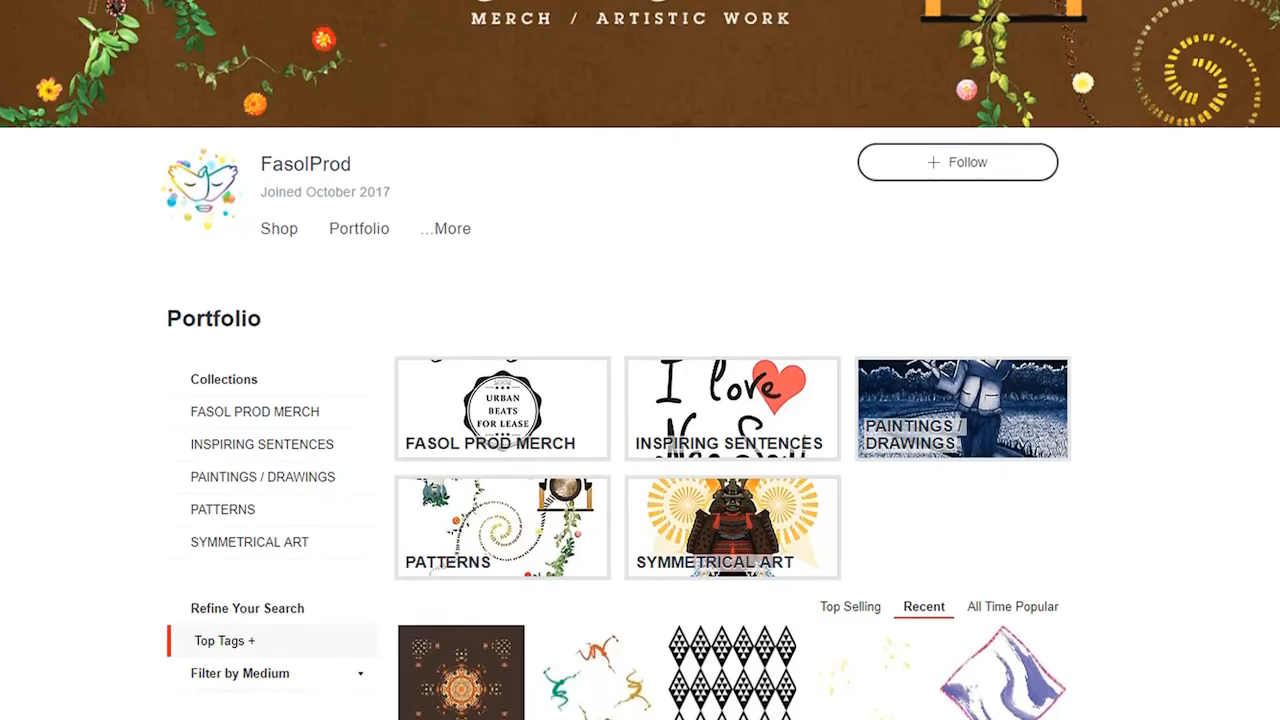 MERCH / ARTISTIC WORK
FasolProd
Joined October 2017
+ Follow
Shop
Portfolio
...More
Portfolio
Collections
FASOL PROD MERCH
INSPIRING SENTENCES
PAINTINGS / DRAWINGS
PATTERNS
SYMMETRICAL ART
URBAN
BEATS
FOR LEASE
FASOL PROD MERCH
I love
INSPIRING SENTENCES
PAINTINGS /
DRAWINGS
PATTERNS
SYMMETRICAL ART
Top Selling
Recent
All Time Popular
Refine Your Search
Top Tags +
Filter by Medium